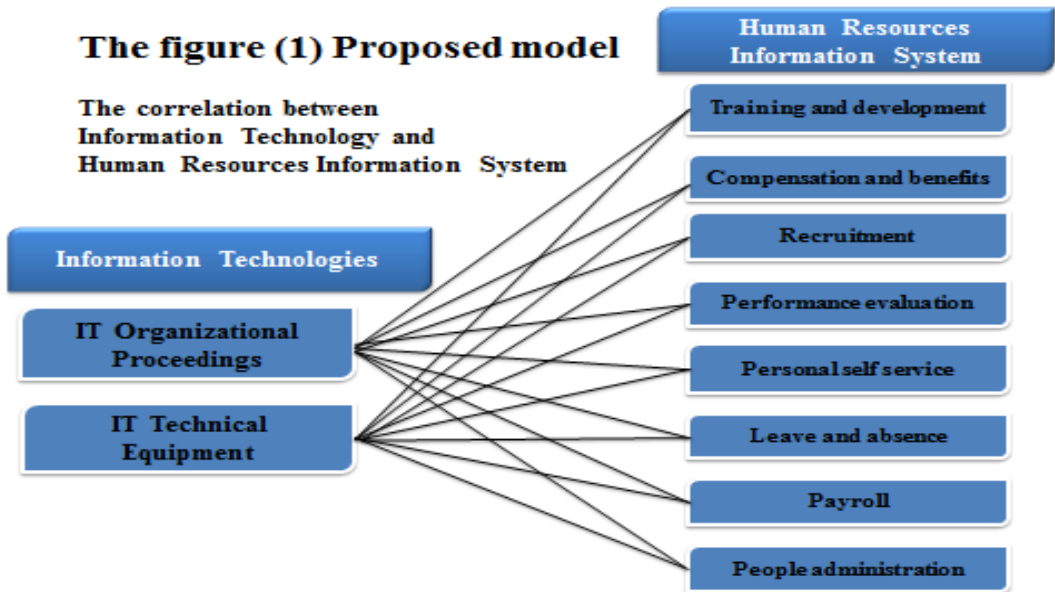 The figure (1) Proposed model
The correlation between
Information Technology and
Human Resources Information System
Information Technologies
IT Organizational
Proceedings
IT Technical
Equipment
Human Resources
Information System
Training and development
Compensation and benefits
Recruitment
Performance evaluation
Personal self service
Leave and absence
Payroll
People administration